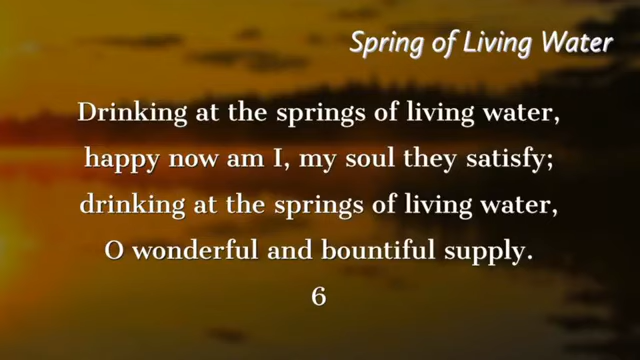 Spring of Living Water
Drinking at the springs of living water,
happy now am I, my soul they satisfy;
drinking at the springs of living water,
O wonderful and bountiful supply.
6